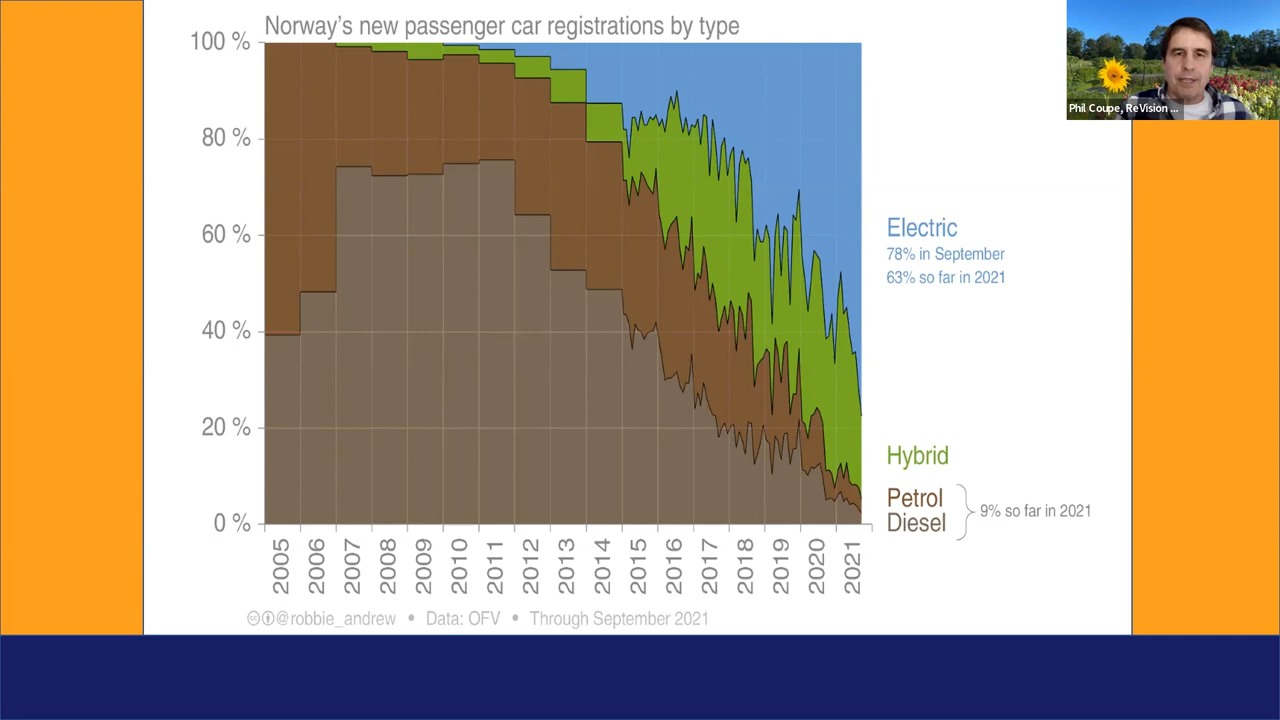 Norway's new passenger car registrations by type
100 %
80 %
60 %
40 %
20 %
0 %
2005
2006
2007
2008
2009
2010
2011
2012
2013
2014
2015
2016
2017
2018
2019
2020
2021
Electric
78% in September
63% so far in 2021
Hybrid
Petrol
Diesel
9% so far in 2021
@robbie_andrew • Data: OFV • Through September 2021
Phil Coupe, ReVision ...